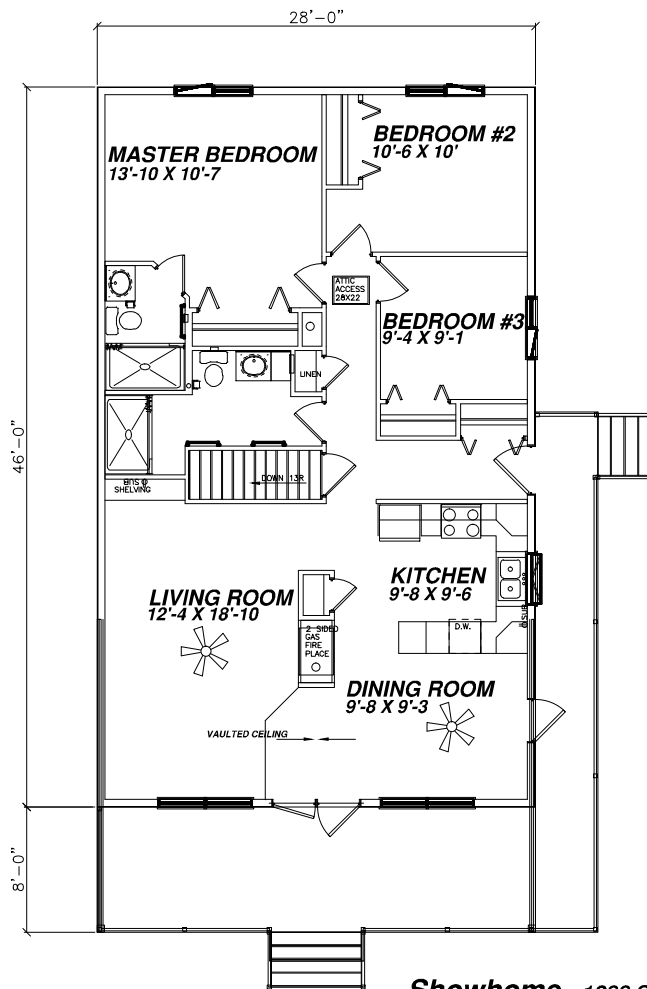 28'-0"
MASTER BEDROOM
13'-10 X 10'-7
BEDROOM #2
10'-6 X 10'
ATTIC
ACCESS
28X22
BEDROOM #3
9'-4 X 9'-1
LINEN
46'-0"
DOWN 13R
SUB @
SHELVING
KITCHEN
9'-8 X 9'-6
LIVING ROOM
12'-4 X 18'-10
D.W.
2 SIDED
GAS
FIRE
PLACE
DINING ROOM
9'-8 X 9'-3
VAULTED CEILING
8'-0"
Showhome